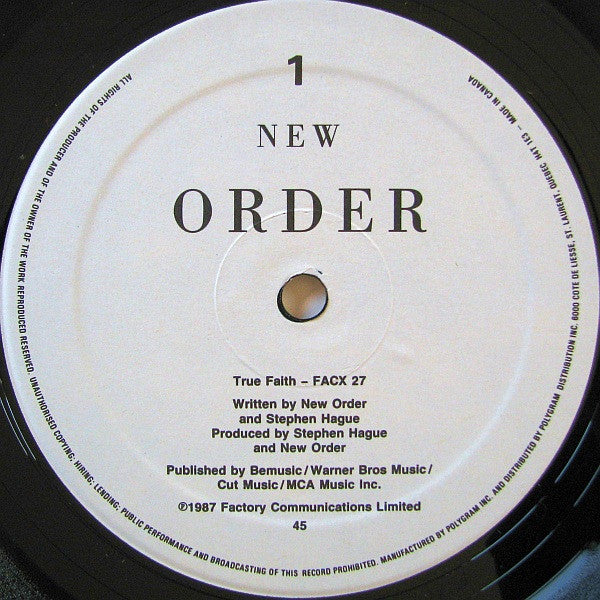 1
NEW
ORDER
True Faith – FACX 27
Written by New Order
and Stephen Hague
Produced by Stephen Hague
and New Order
Published by Bemusic/Warner Bros Music/
Cut Music/MCA Music Inc.
℗1987 Factory Communications Limited
45
ALL RIGHTS OF THE PRODUCER AND OF THE OWNER OF THE WORK REPRODUCED RESERVED. UNAUTHORISED COPYING; HIRING; LENDING; PUBLIC PERFORMANCE AND BROADCASTING OF THIS RECORD PROHIBITED. MANUFACTURED BY POLYGRAM INC. AND DISTRIBUTED BY POLYGRAM DISTRIBUTION INC. 6000 COTE DE LIESSE, ST. LAURENT, QUEBEC H4T 1E3 – MADE IN CANADA